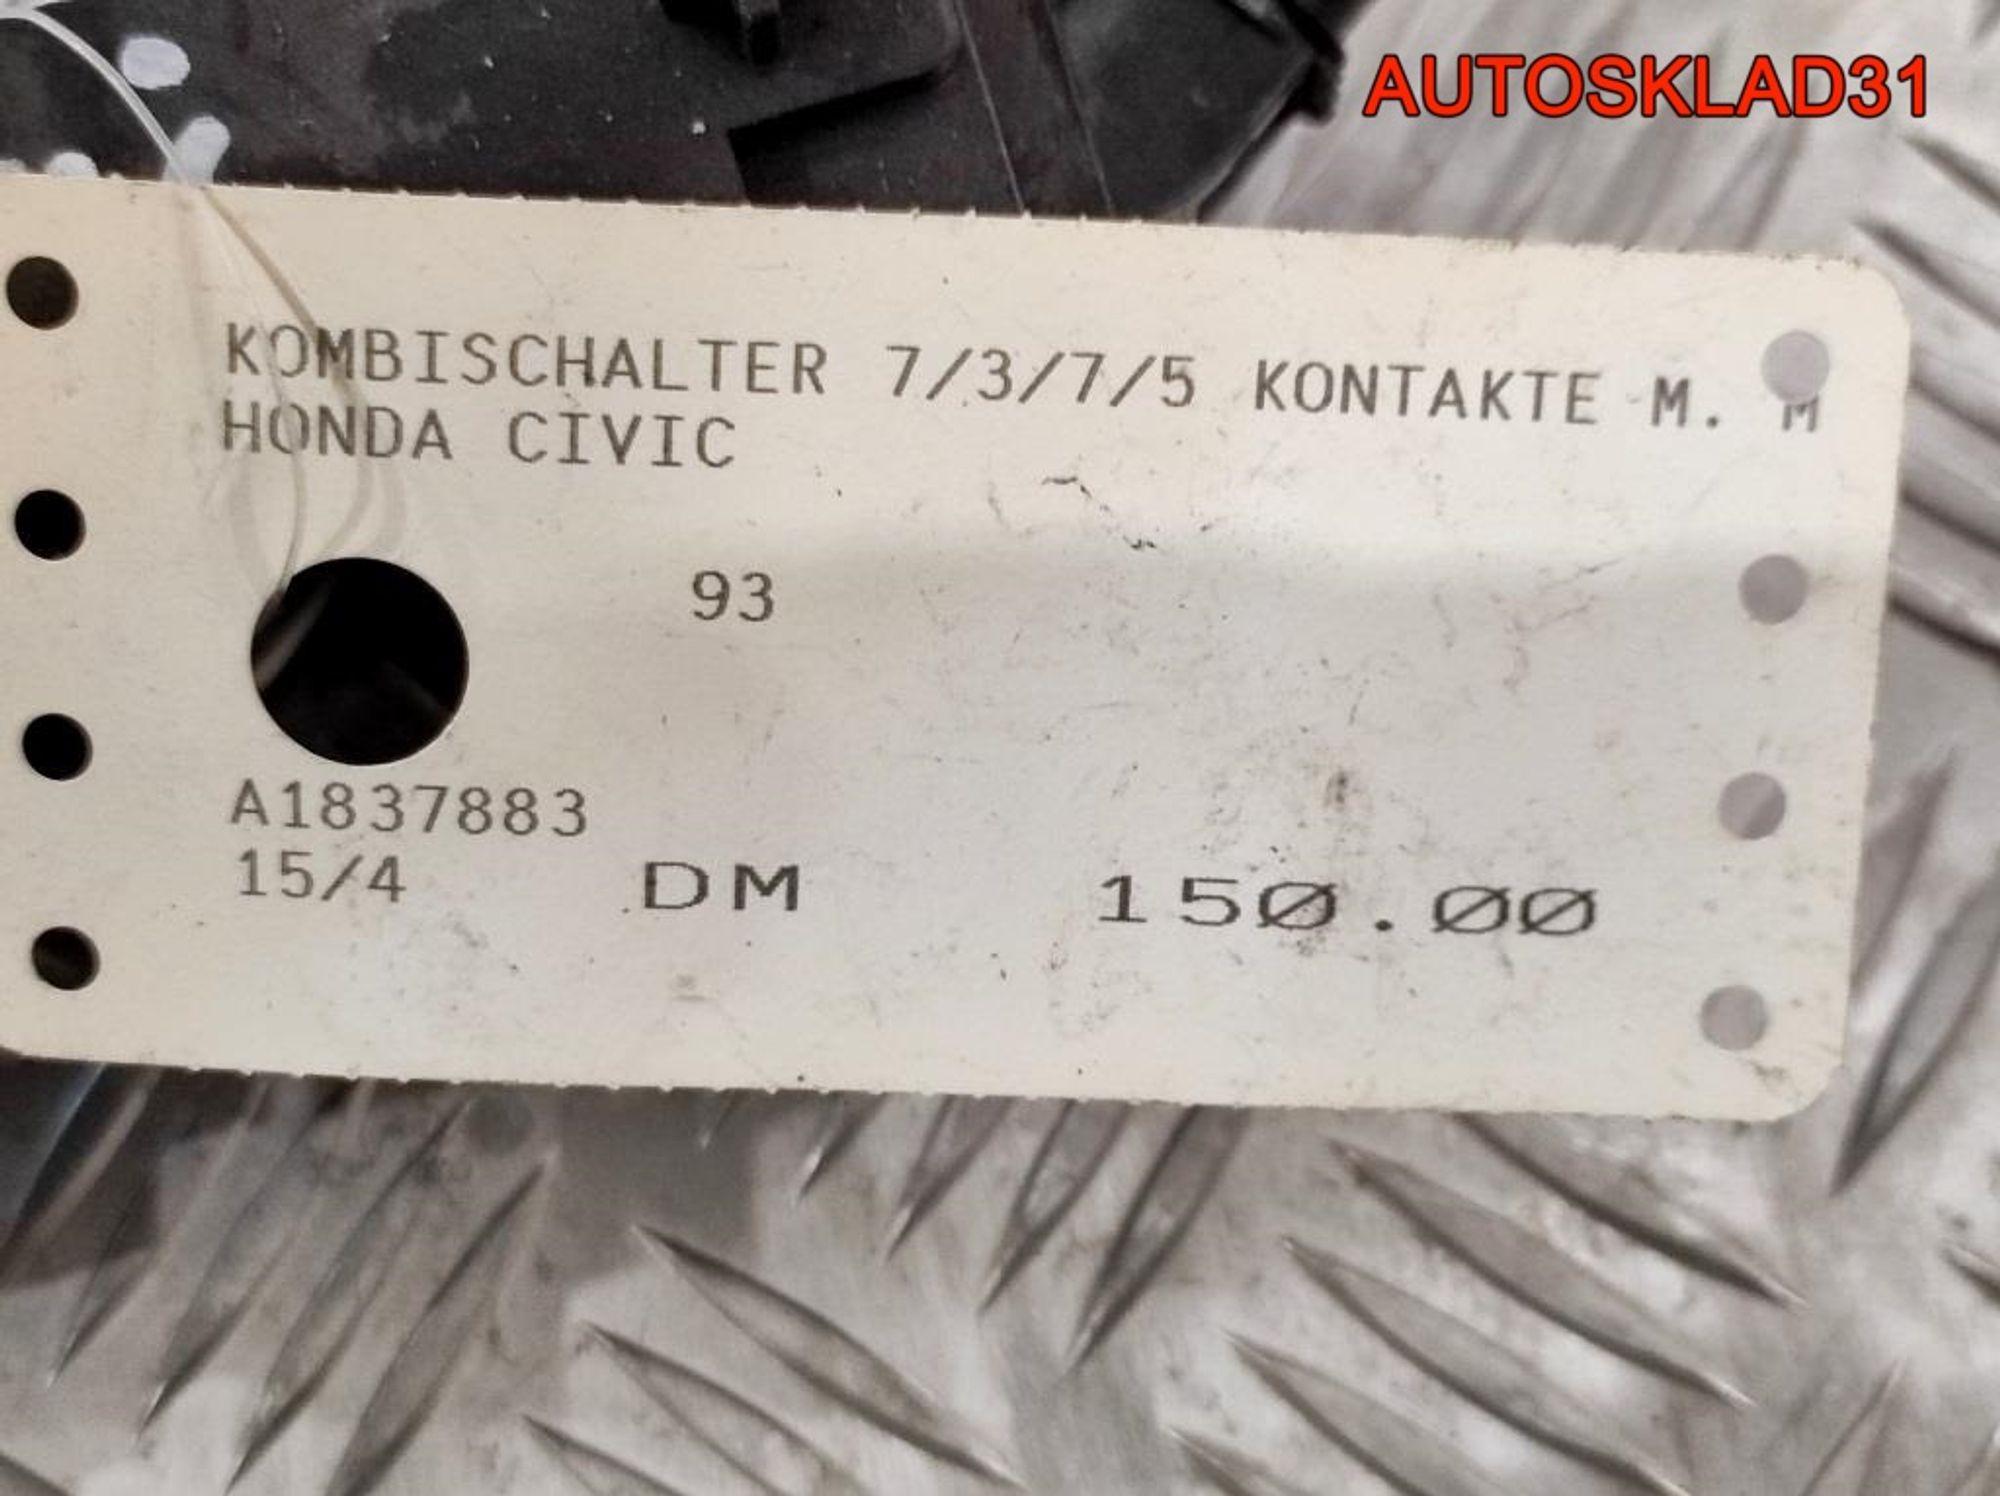 AUTOSKLAD31
KOMBISCHALTER 7/3/7/5 KONTAKTE M. M
HONDA CIVIC
93
A1837883
15/4 DM 150.00